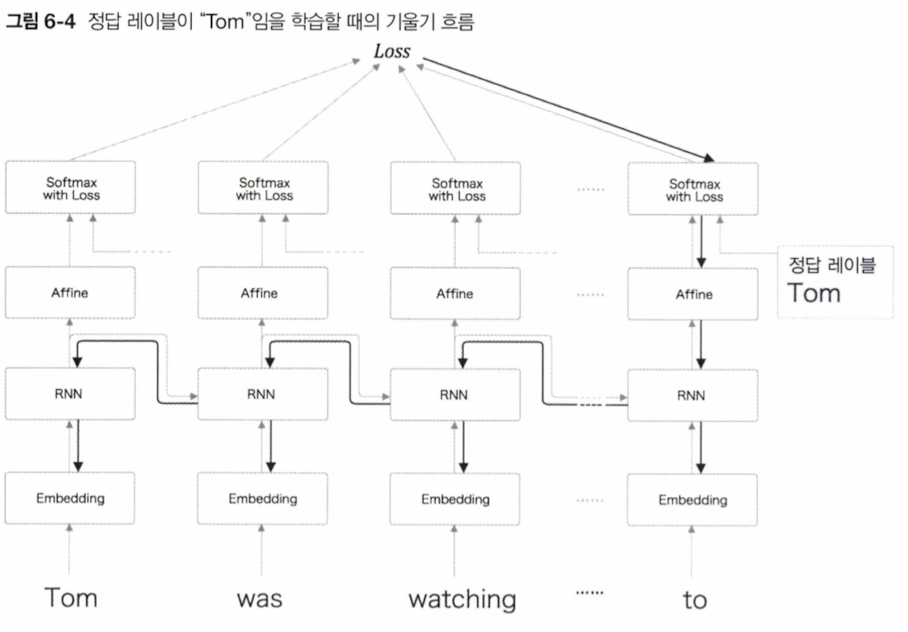 그림 6-4 정답 레이블이 “Tom”임을 학습할 때의 기울기 흐름
Loss
Softmax
with Loss
Softmax
with Loss
Softmax
with Loss
......
Softmax
with Loss
Affine
Affine
Affine
......
Affine
정답 레이블
Tom
RNN
RNN
RNN
RNN
Embedding
Embedding
Embedding
......
Embedding
Tom
was
watching
......
to